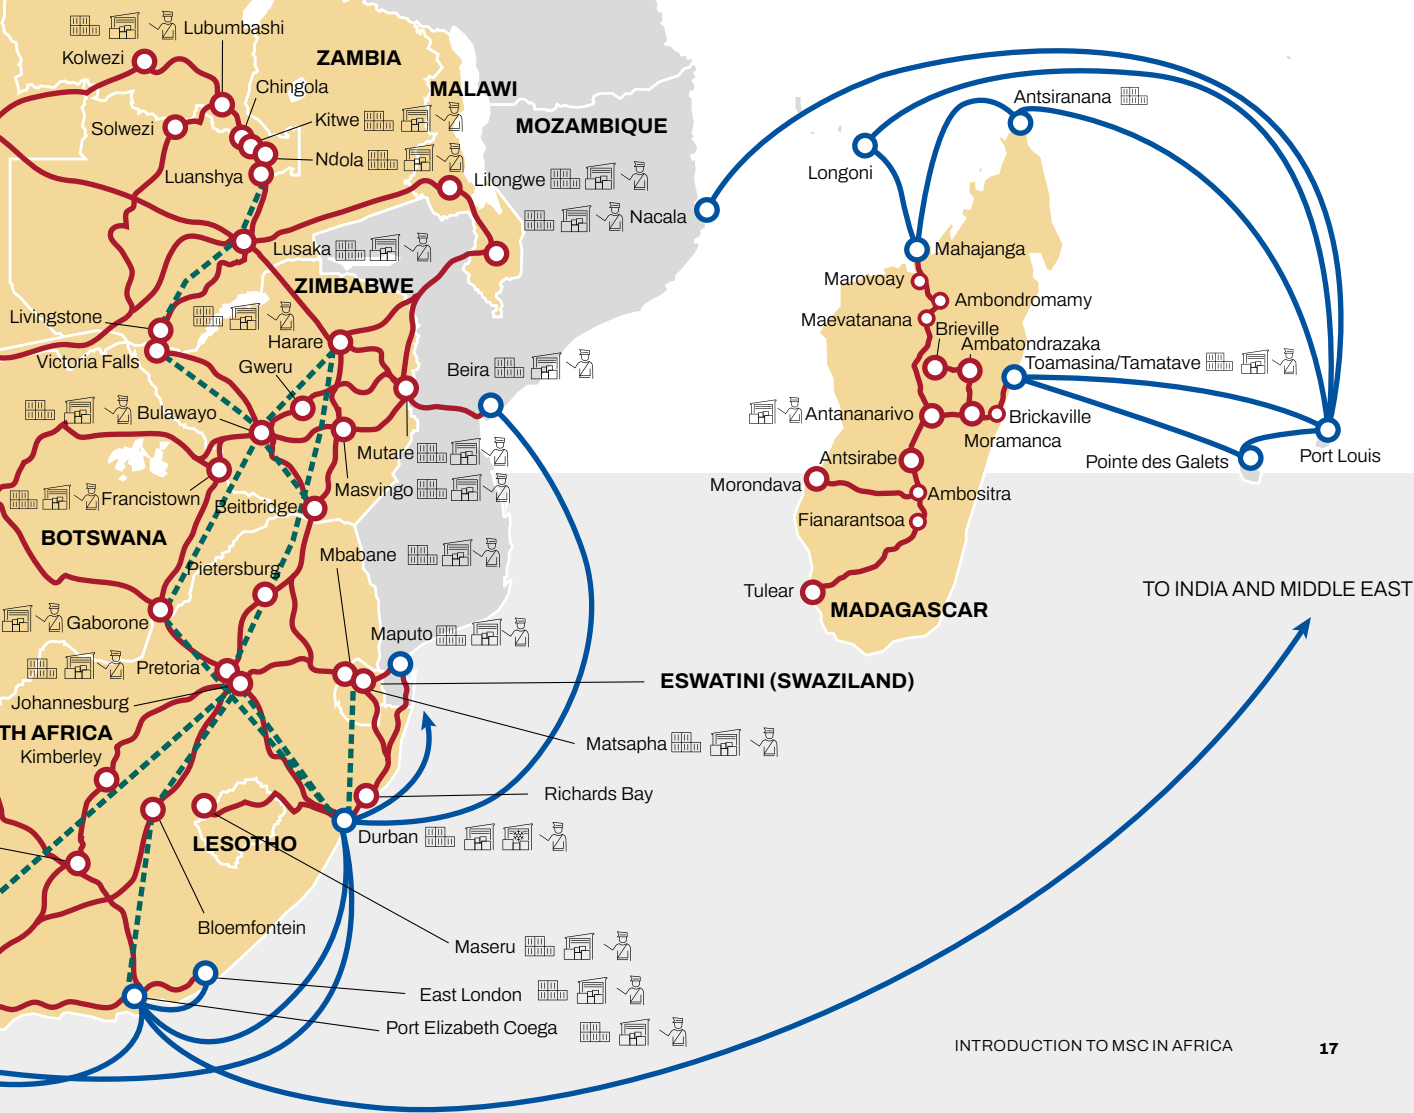 Lubumbashi
Kolwezi
ZAMBIA
Chingola
MALAWI
Antsiranana
Kitwe
Solwezi
MOZAMBIQUE
Ndola
Longoni
Luanshya
Lilongwe
Nacala
Lusaka
Mahajanga
Marovoay
ZIMBABWE
Ambondromamy
Livingstone
Maevatanana
Brieville
Harare
Ambatondrazaka
Victoria Falls
Gweru
Beira
Toamasina/Tamatave
Bulawayo
Antananarivo
Brickaville
Moramanca
Mutare
Antsirabe
Pointe des Galets
Port Louis
Masvingo
Morondava
Francistown
Beitbridge
Ambositra
Fianarantsoa
BOTSWANA
Mbabane
Pietersburg
Tulear
TO INDIA AND MIDDLE EAST
MADAGASCAR
Gaborone
Maputo
Pretoria
ESWATINI (SWAZILAND)
Johannesburg
TH AFRICA
Matsapha
Kimberley
Richards Bay
Durban
LESOTHO
Bloemfontein
Maseru
East London
Port Elizabeth Coega
INTRODUCTION TO MSC IN AFRICA
17